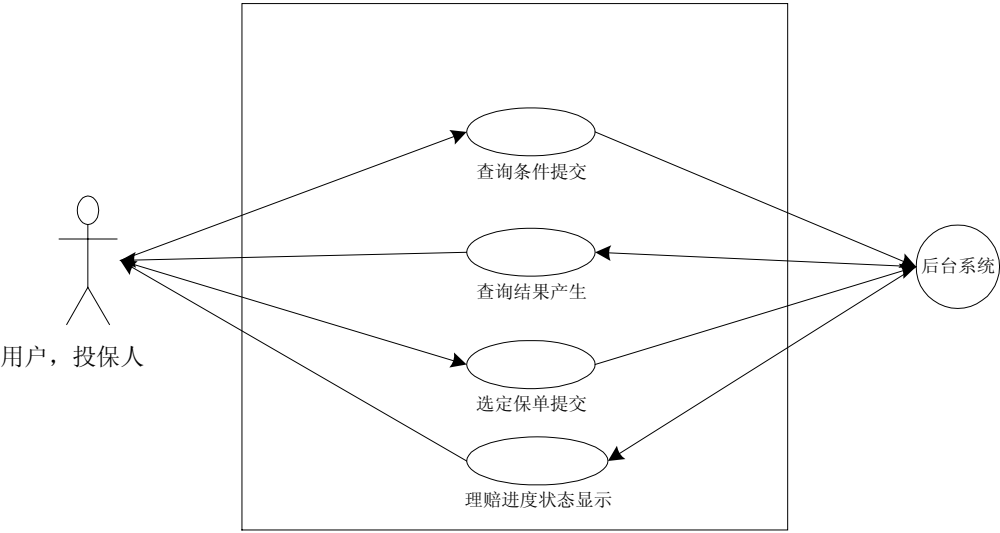 查询条件提交
后台系统
查询结果产生
用户，投保人
选定保单提交
理赔进度状态显示